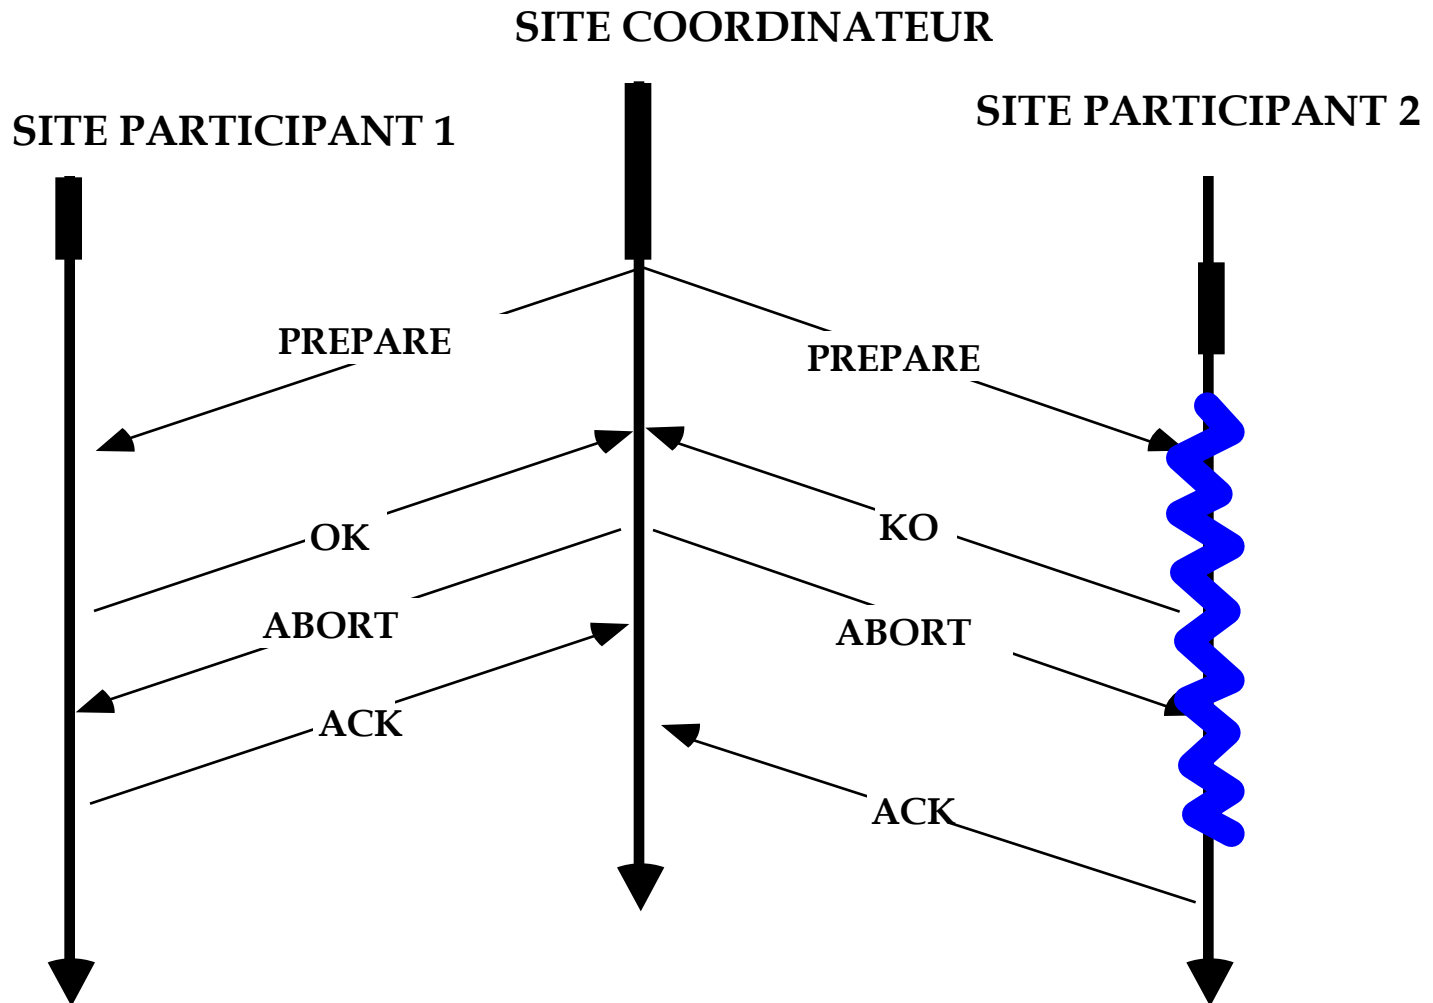 SITE COORDINATEUR
SITE PARTICIPANT 1
SITE PARTICIPANT 2
PREPARE
PREPARE
OK
KO
ABORT
ABORT
ACK
ACK